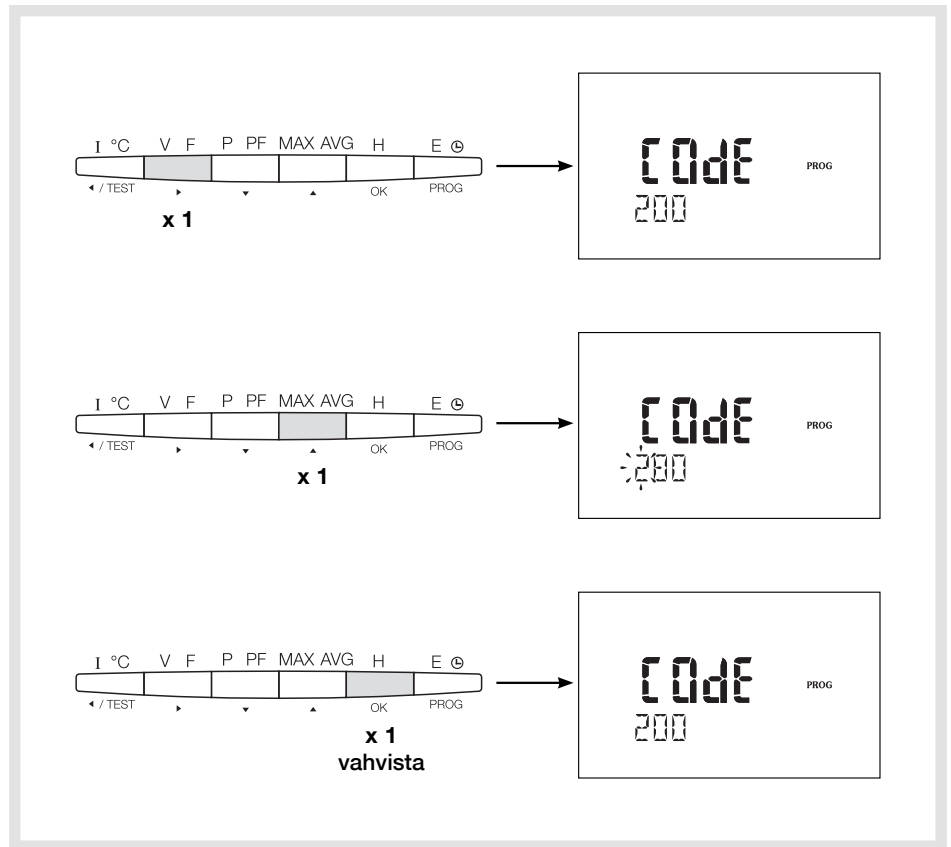 I °C V F P PF MAX AVG H E
/ TEST OK PROG
x 1
CODE PROG
200
I °C V F P PF MAX AVG H E
/ TEST OK PROG
x 1
CODE PROG
200
I °C V F P PF MAX AVG H E
/ TEST OK PROG
x 1
vahvista
CODE PROG
200